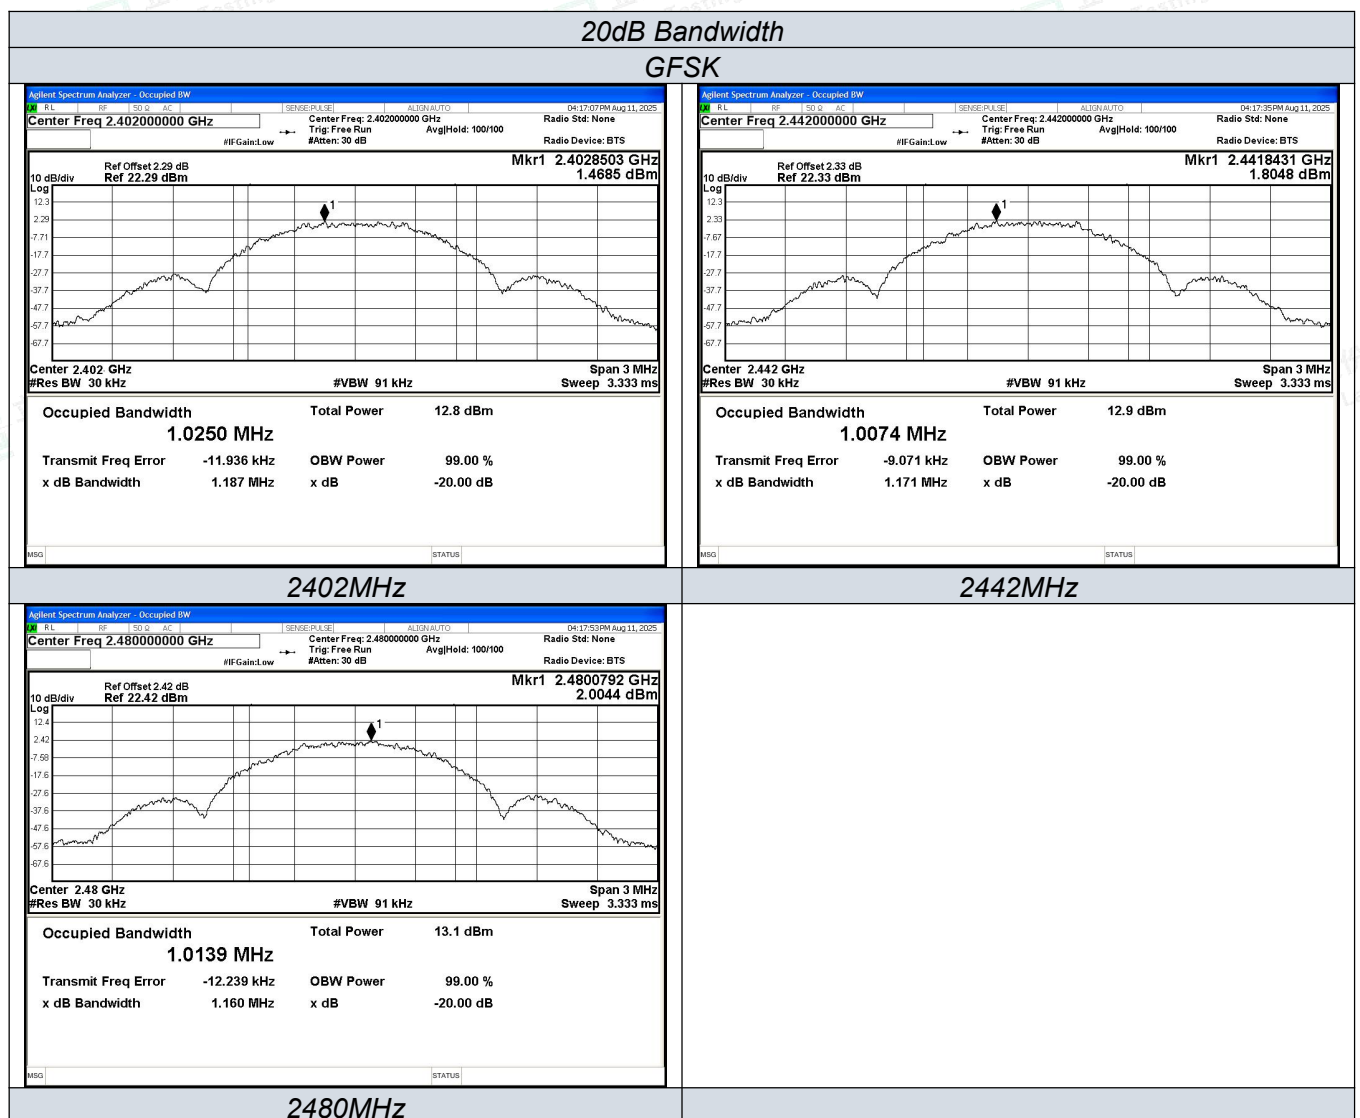 20dB Bandwidth
GFSK
Agilent Spectrum Analyzer - Occupied BW
LXI RL RF 50 Ω AC SENSE:PULSE ALIGN AUTO 04:17:07PM Aug 11, 2025
Center Freq 2.402000000 GHz
Center Freq: 2.402000000 GHz Radio Std: None
Trig: Free Run Avg|Hold: 100/100
#IFGain:Low #Atten: 30 dB Radio Device: BTS
Mkr1 2.4028503 GHz
1.4685 dBm
Ref Offset 2.29 dB
10 dB/div Ref 22.29 dBm
Log
12.3
2.29
-7.71
-17.7
-27.7
-37.7
-47.7
-57.7
-67.7
1
Center 2.402 GHz Span 3 MHz
#Res BW 30 kHz #VBW 91 kHz Sweep 3.333 ms
Occupied Bandwidth Total Power 12.8 dBm
1.0250 MHz
Transmit Freq Error -11.936 kHz OBW Power 99.00 %
x dB Bandwidth 1.187 MHz x dB -20.00 dB
MSG STATUS
Agilent Spectrum Analyzer - Occupied BW
LXI RL RF 50 Ω AC SENSE:PULSE ALIGN AUTO 04:17:35PM Aug 11, 2025
Center Freq 2.442000000 GHz
Center Freq: 2.442000000 GHz Radio Std: None
Trig: Free Run Avg|Hold: 100/100
#IFGain:Low #Atten: 30 dB Radio Device: BTS
Mkr1 2.4418431 GHz
1.8048 dBm
Ref Offset 2.33 dB
10 dB/div Ref 22.33 dBm
Log
12.3
2.33
-7.67
-17.7
-27.7
-37.7
-47.7
-57.7
-67.7
1
Center 2.442 GHz Span 3 MHz
#Res BW 30 kHz #VBW 91 kHz Sweep 3.333 ms
Occupied Bandwidth Total Power 12.9 dBm
1.0074 MHz
Transmit Freq Error -9.071 kHz OBW Power 99.00 %
x dB Bandwidth 1.171 MHz x dB -20.00 dB
MSG STATUS
2402MHz 2442MHz
Agilent Spectrum Analyzer - Occupied BW
LXI RL RF 50 Ω AC SENSE:PULSE ALIGN AUTO 04:17:53PM Aug 11, 2025
Center Freq 2.480000000 GHz
Center Freq: 2.480000000 GHz Radio Std: None
Trig: Free Run Avg|Hold: 100/100
#IFGain:Low #Atten: 30 dB Radio Device: BTS
Mkr1 2.4800792 GHz
2.0044 dBm
Ref Offset 2.42 dB
10 dB/div Ref 22.42 dBm
Log
12.4
2.42
-7.58
-17.6
-27.6
-37.6
-47.6
-57.6
-67.6
1
Center 2.48 GHz Span 3 MHz
#Res BW 30 kHz #VBW 91 kHz Sweep 3.333 ms
Occupied Bandwidth Total Power 13.1 dBm
1.0139 MHz
Transmit Freq Error -12.239 kHz OBW Power 99.00 %
x dB Bandwidth 1.160 MHz x dB -20.00 dB
MSG STATUS
2480MHz